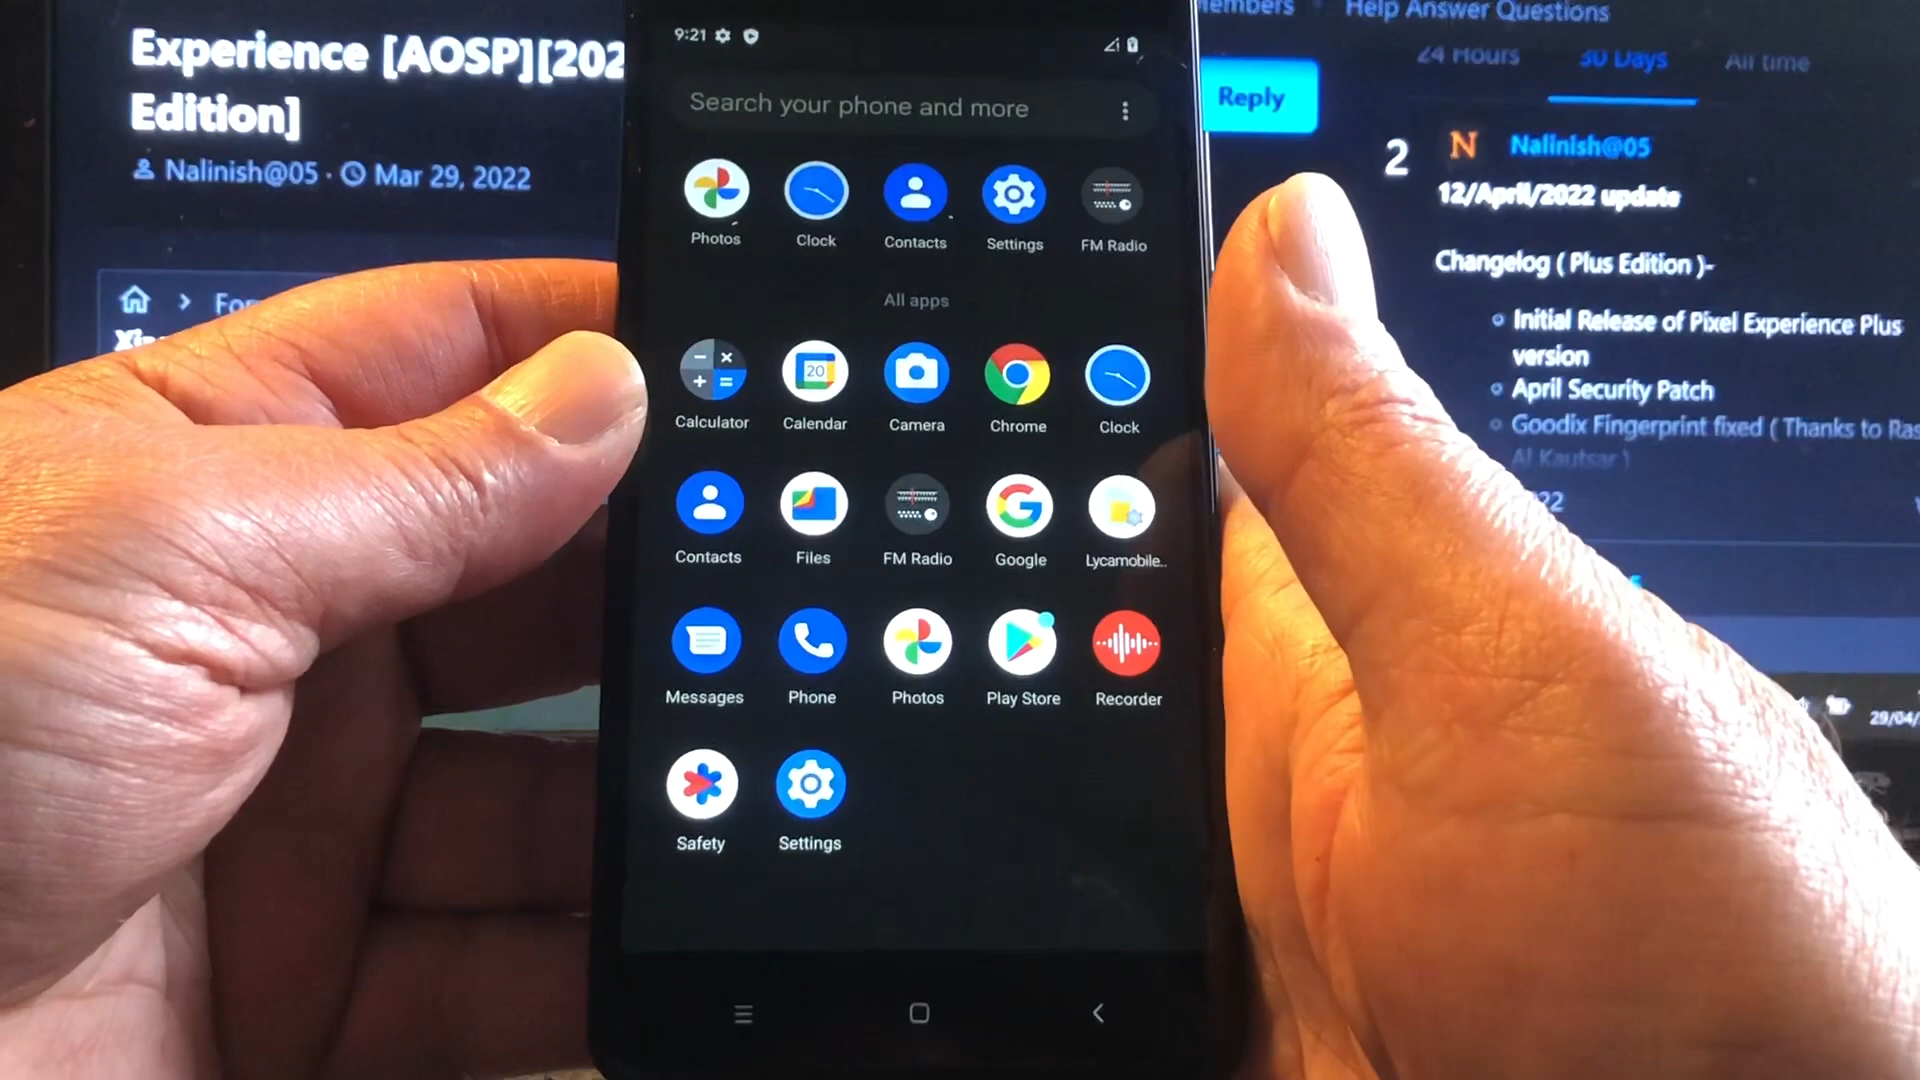 Experience [AOSP][202
Edition]
Nalinish@05 · Mar 29, 2022
9:21
Search your phone and more
Photos
Clock
Contacts
Settings
FM Radio
All apps
- × + =
Calculator
20
Calendar
Camera
Chrome
Clock
Contacts
Files
FM Radio
G
Google
Lycamobile..
Messages
Phone
Photos
Play Store
Recorder
Safety
Settings
Members
Help Answer Questions
24 Hours
30 Days
All time
Reply
2
N
Nalinish@05
12/April/2022 update
Changelog ( Plus Edition )-
Initial Release of Pixel Experience Plus
version
April Security Patch
Goodix Fingerprint fixed ( Thanks to Ras
Al Kautsar )
29/04/